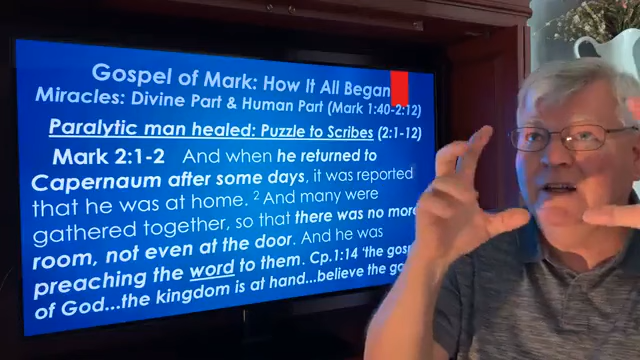 Gospel of Mark: How It All Began
Miracles: Divine Part & Human Part (Mark 1:40-2:12)
Paralytic man healed: Puzzle to Scribes (2:1-12)
Mark 2:1-2 And when he returned to
Capernaum after some days, it was reported
that he was at home. 2 And many were
gathered together, so that there was no more
room, not even at the door. And he was
preaching the word to them. Cp.1:14 'the gosp
of God...the kingdom is at hand...believe the go